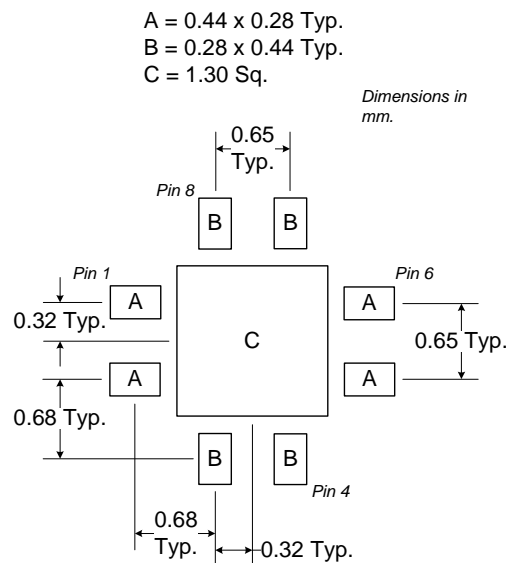 A = 0.44 x 0.28 Typ.
B = 0.28 x 0.44 Typ.
C = 1.30 Sq.
Dimensions in
mm.
0.65
Typ.
Pin 8
B
B
Pin 1
Pin 6
A
A
0.32 Typ.
C
0.65 Typ.
A
A
0.68 Typ.
B
B
Pin 4
0.68
Typ.
0.32 Typ.